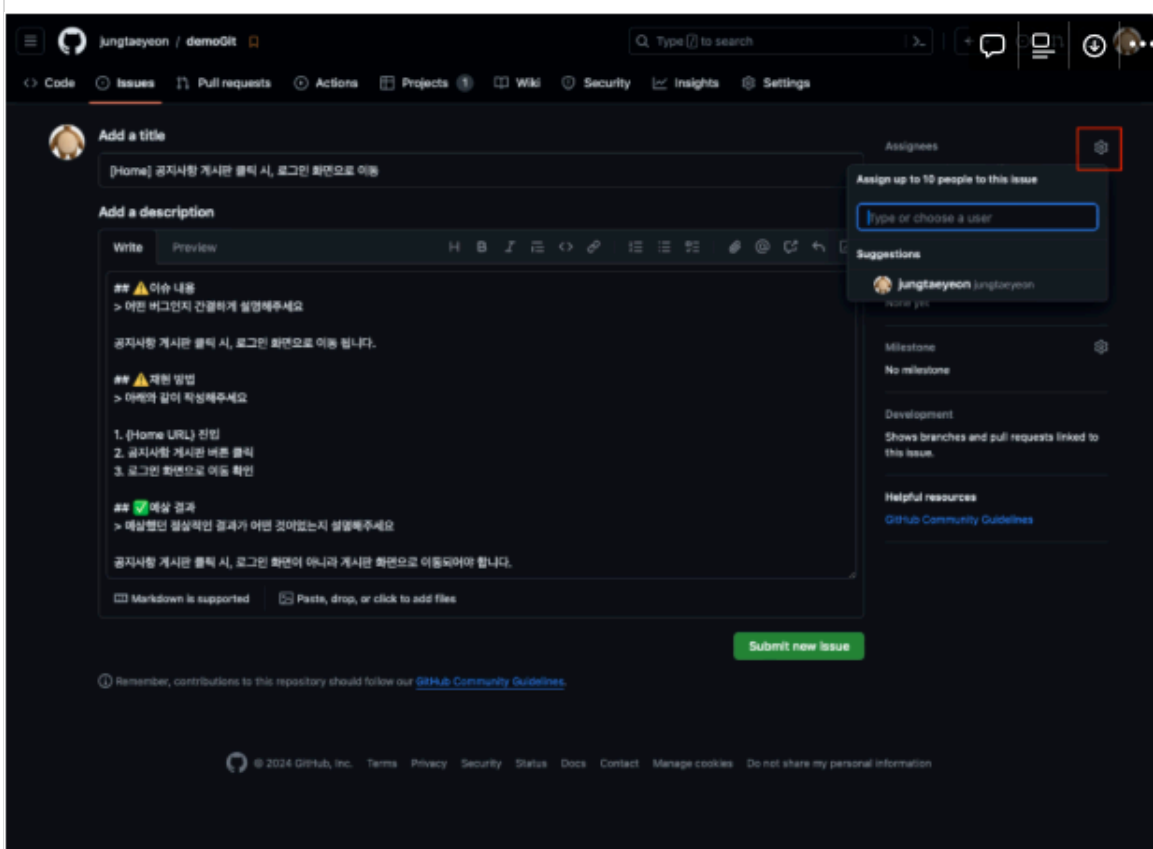 jungtaeyeon / demoGit
Type / to search
Code
Issues
Pull requests
Actions
Projects 1
Wiki
Security
Insights
Settings
Add a title
[Home] 공지사항 게시판 클릭 시, 로그인 화면으로 이동
Add a description
Write
Preview
## ⚠️이슈 내용
> 어떤 버그인지 간결하게 설명해주세요
공지사항 게시판 클릭 시, 로그인 화면으로 이동 됩니다.
## ⚠️재현 방법
> 아래와 같이 작성해주세요
1. {Home URL} 진입
2. 공지사항 게시판 버튼 클릭
3. 로그인 화면으로 이동 확인
## ✅예상 결과
> 예상했던 정상적인 결과가 어떤 것이었는지 설명해주세요
공지사항 게시판 클릭 시, 로그인 화면이 아니라 게시판 화면으로 이동되어야 합니다.
Markdown is supported
Paste, drop, or click to add files
Submit new issue
Remember, contributions to this repository should follow our GitHub Community Guidelines.
Assignees
Assign up to 10 people to this issue
Type or choose a user
Suggestions
jungtaeyeon jungtaeyeon
None yet
Milestone
No milestone
Development
Shows branches and pull requests linked to
this issue.
Helpful resources
GitHub Community Guidelines
© 2024 GitHub, Inc.
Terms
Privacy
Security
Status
Docs
Contact
Manage cookies
Do not share my personal information